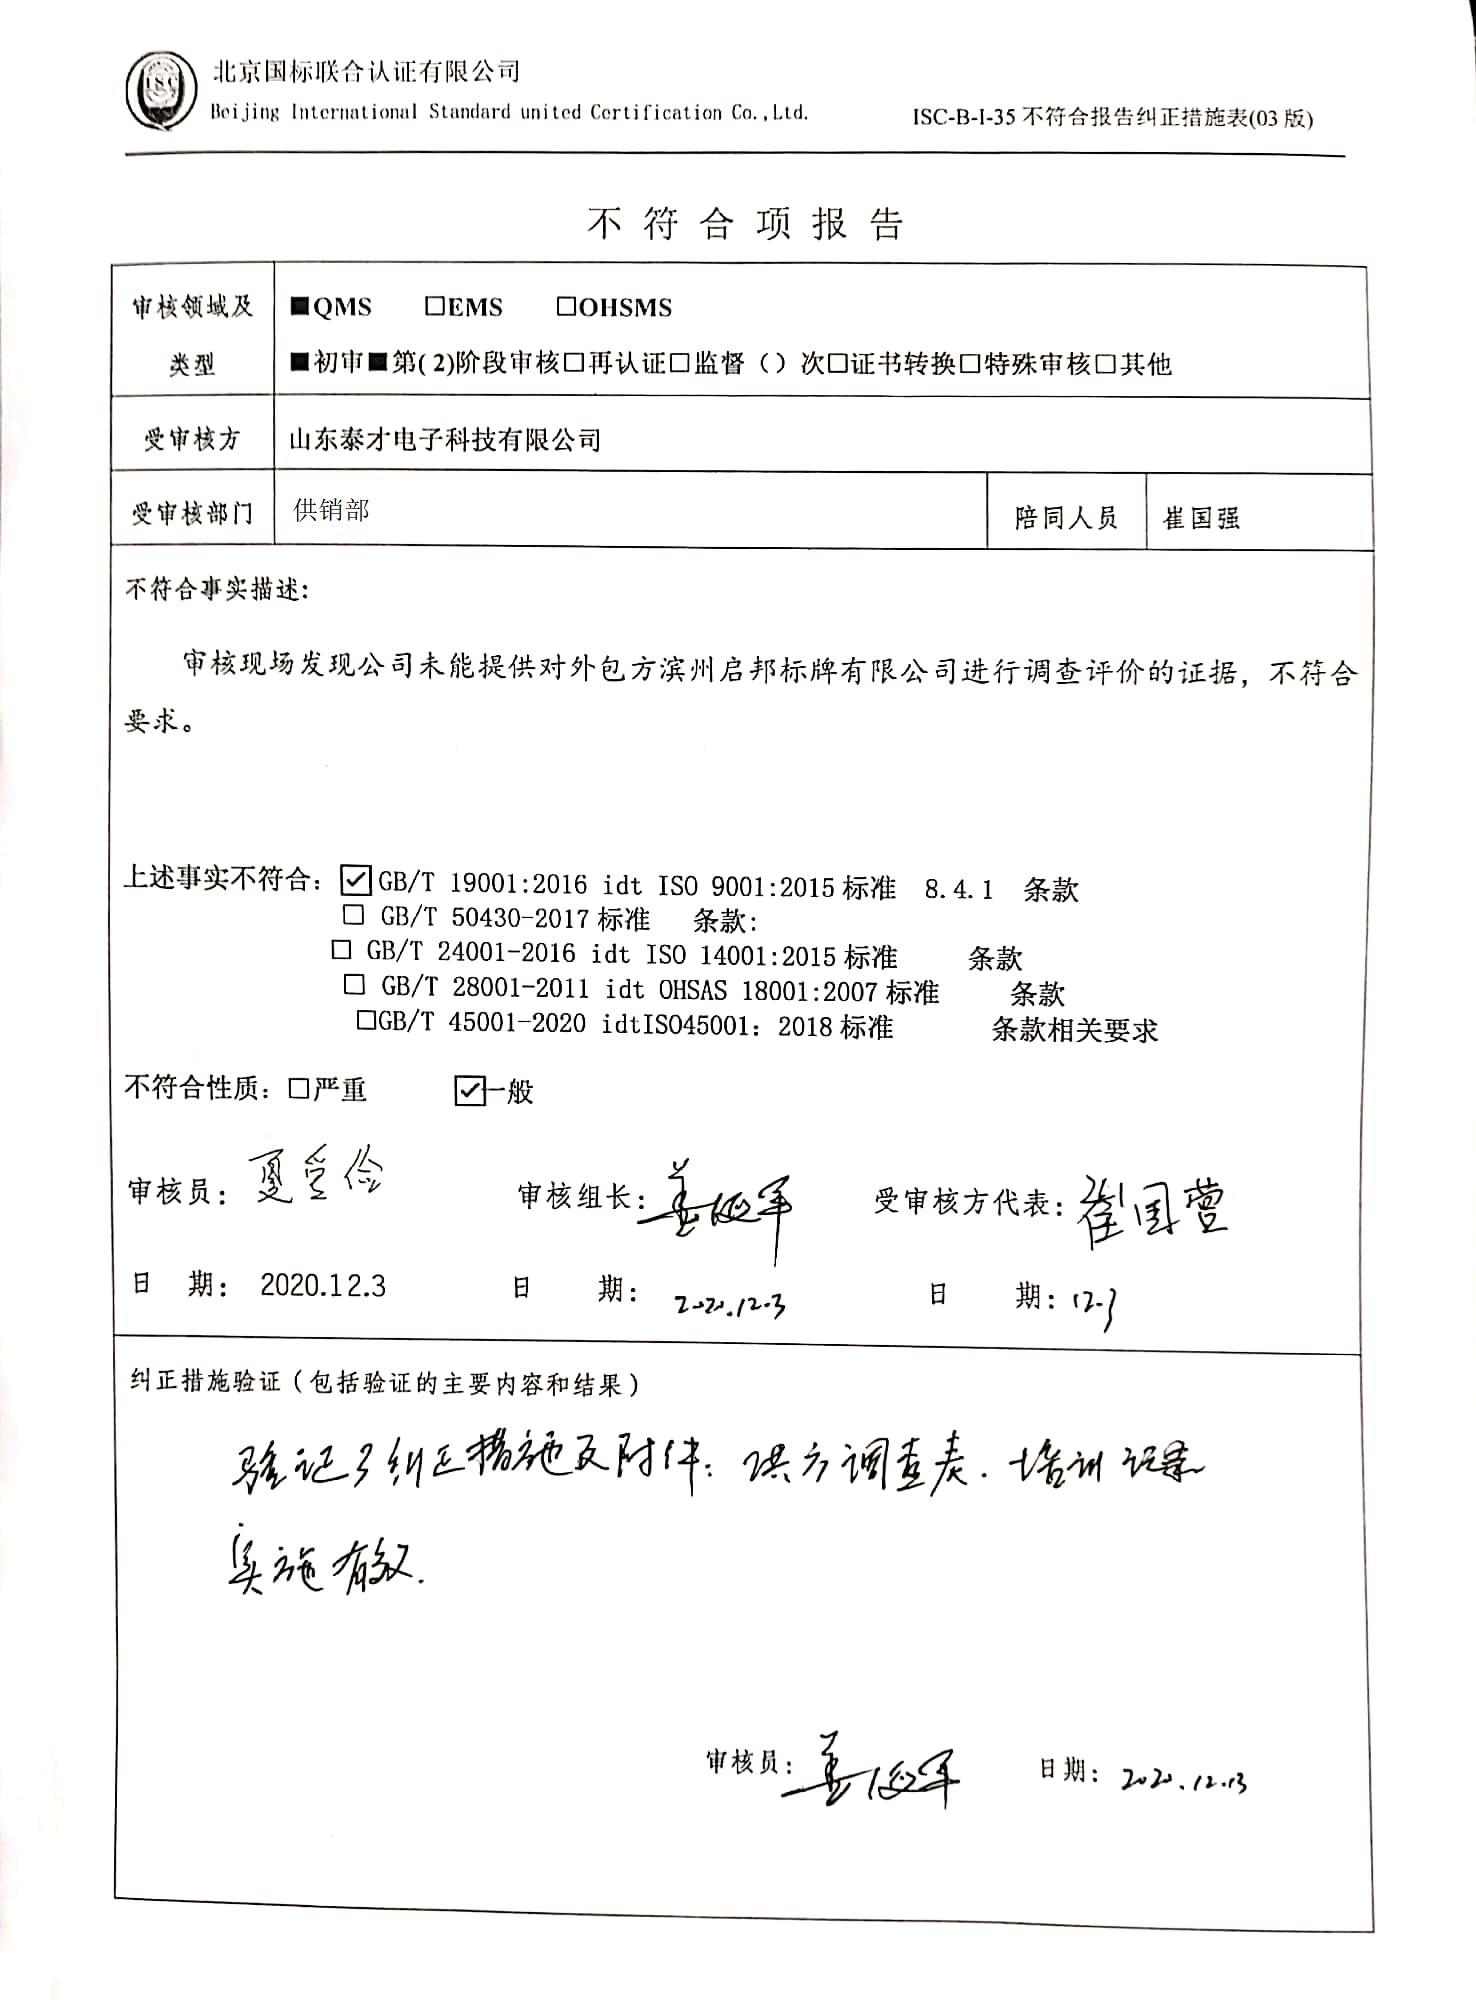 北京国标联合认证有限公司
Beijing International Standard united Certification Co.,Ltd.
ISC-B-I-35 不符合报告纠正措施表(03 版)
不符合项报告
审核领域及类型
■QMS □EMS □OHSMS
■初审■第( 2)阶段审核□再认证□监督（）次□证书转换□特殊审核□其他
受审核方 山东泰才电子科技有限公司
受审核部门 供销部 陪同人员 崔国强
不符合事实描述:
审核现场发现公司未能提供对外包方滨州启邦标牌有限公司进行调查评价的证据，不符合
要求。
上述事实不符合：☑GB/T 19001:2016 idt ISO 9001:2015 标准 8.4.1 条款
□ GB/T 50430-2017 标准 条款:
□ GB/T 24001-2016 idt ISO 14001:2015 标准 条款
□ GB/T 28001-2011 idt OHSAS 18001:2007 标准 条款
□GB/T 45001-2020 idtISO45001：2018 标准 条款相关要求
不符合性质：□严重 ☑一般
审核员： 审核组长： 受审核方代表：崔国营
日 期： 2020.12.3 日 期： 2020.12.3 日 期：12.3
纠正措施验证（包括验证的主要内容和结果）
验证了纠正措施及附件：供方调查表．培训记录
实施有效．
审核员： 日期：2020.12.13